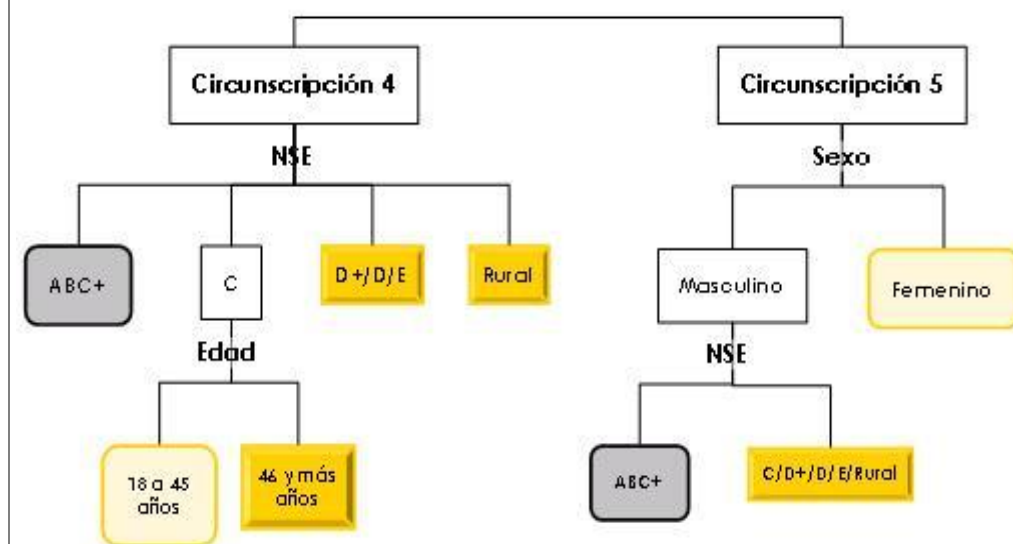 Circunscripción 4
Circunscripción 5
NSE
Sexo
ABC+
C
D+/D/E
Rural
Masculino
Femenino
Edad
NSE
18 a 45
años
46 y más
años
ABC+
C/D+/D/E/Rural